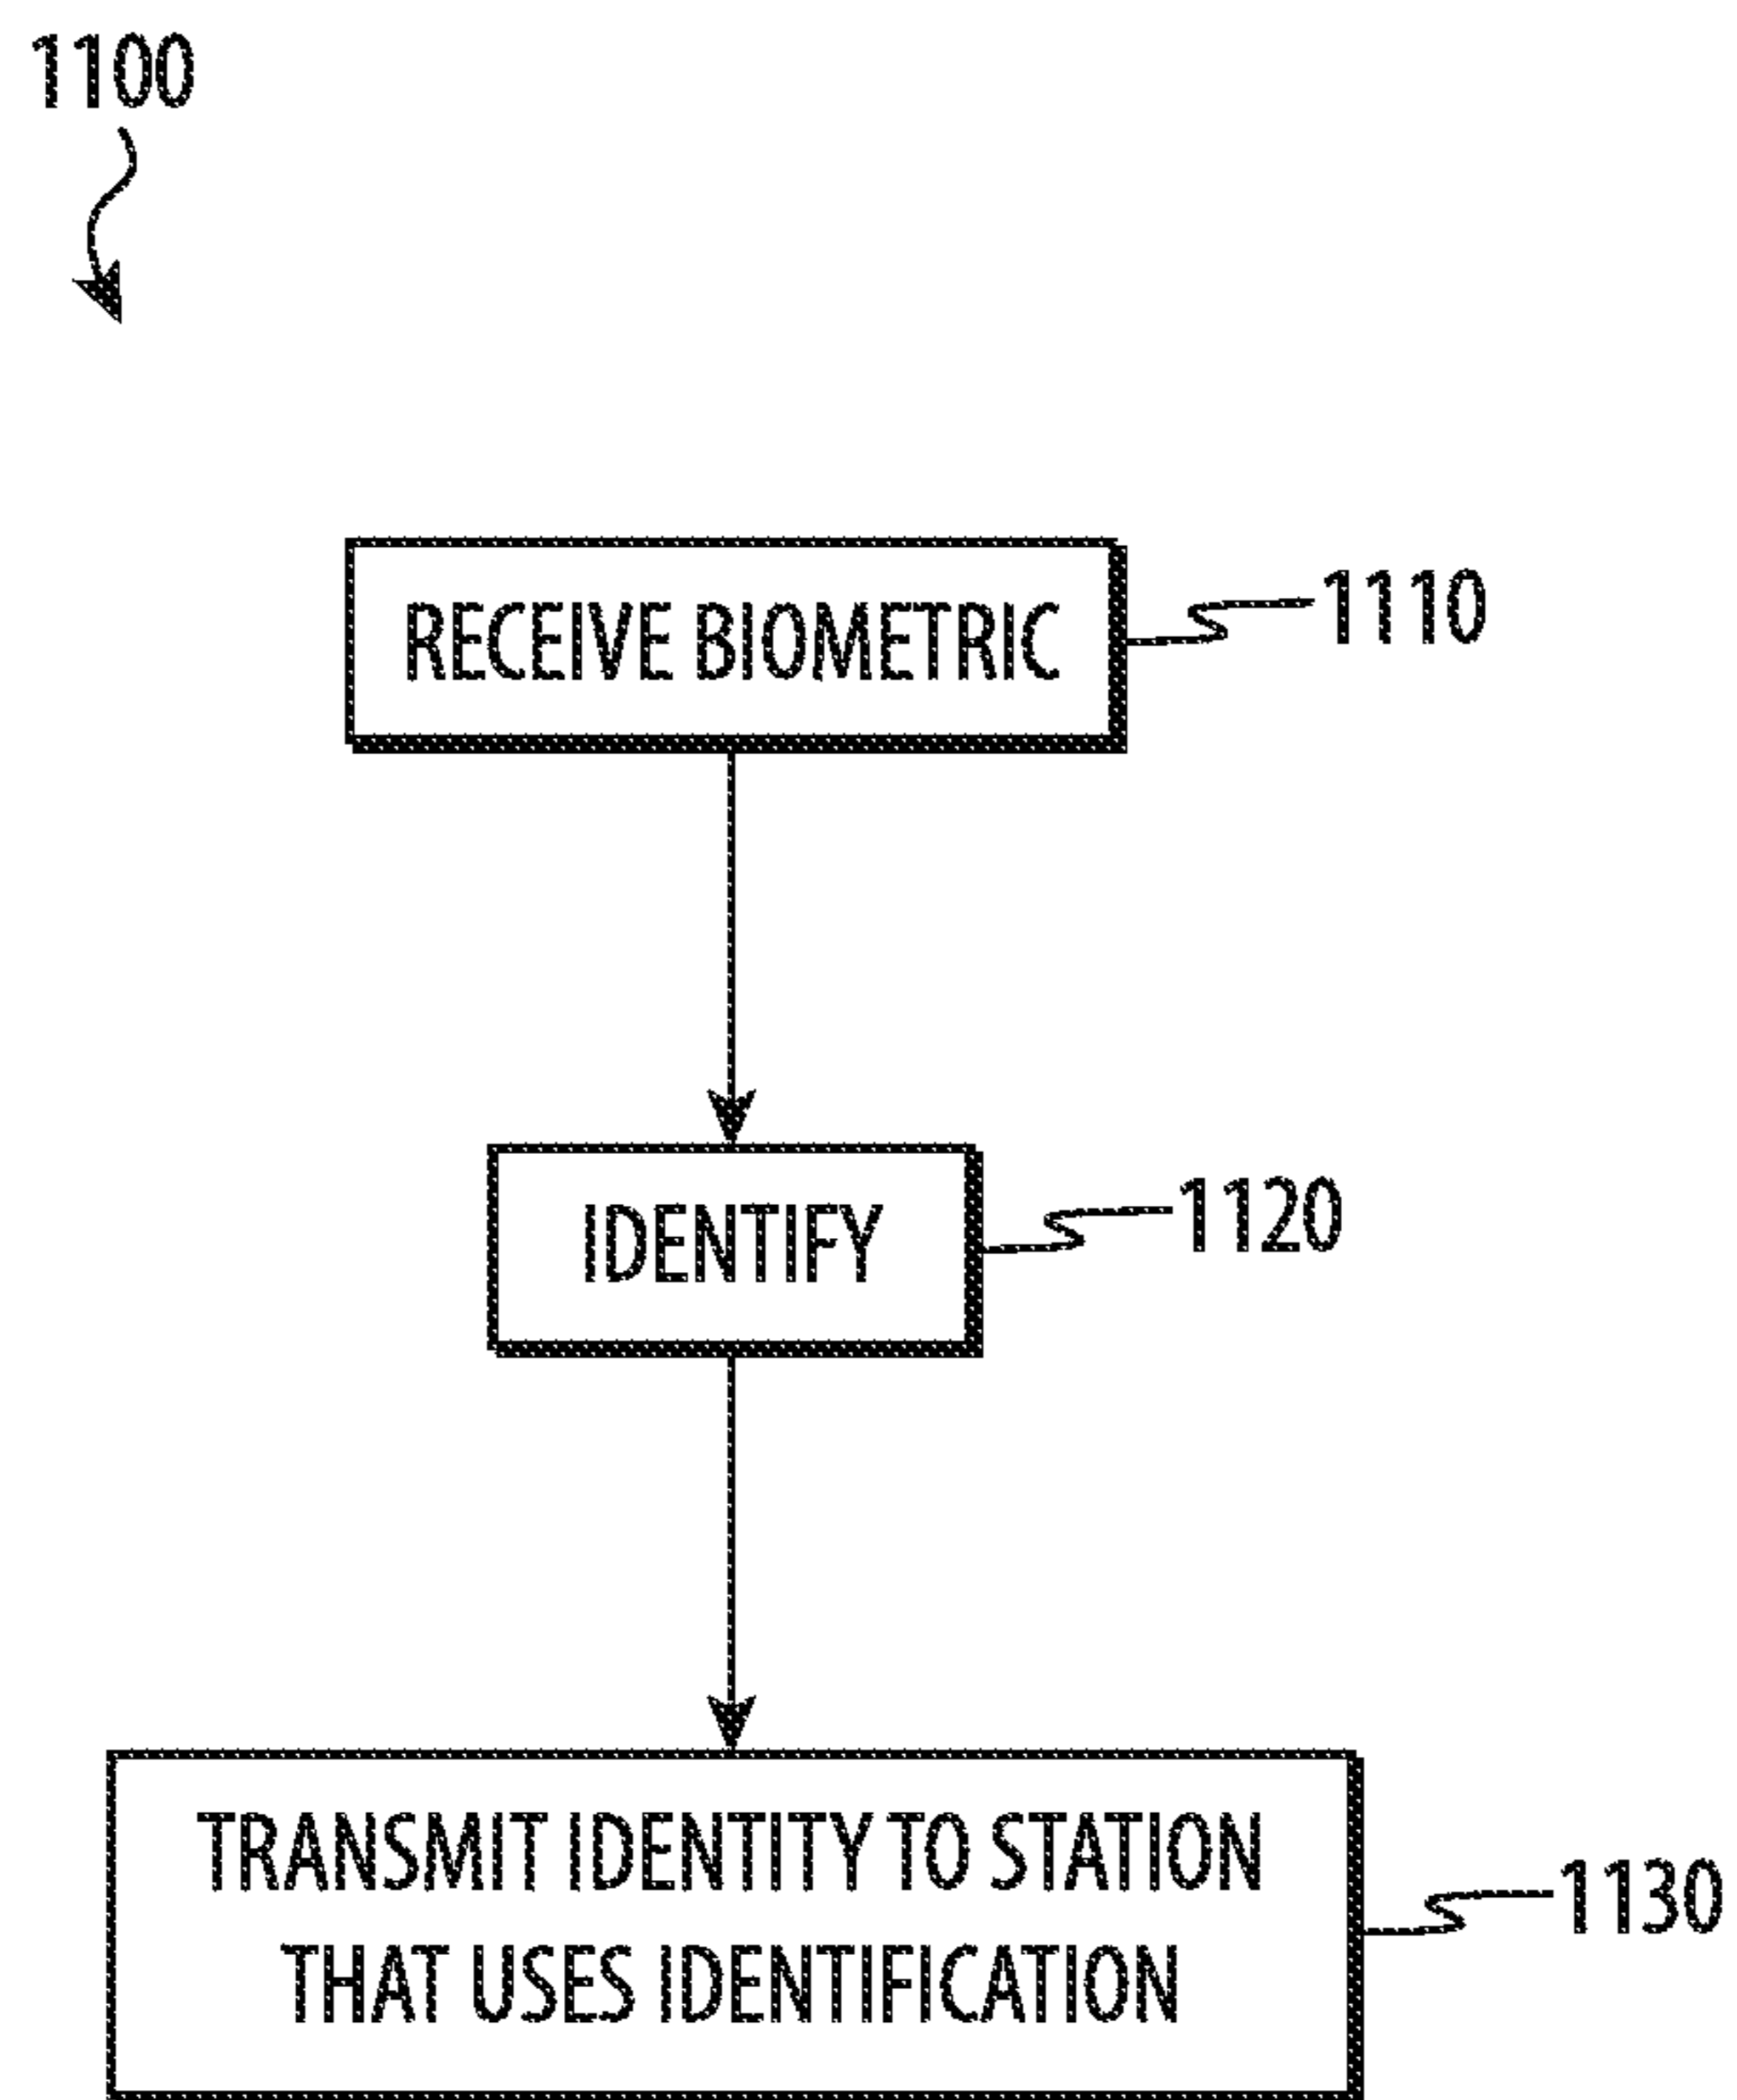 1100
RECEIVE BIOMETRIC
1110
IDENTIFY
1120
TRANSMIT IDENTITY TO STATION
THAT USES IDENTIFICATION
1130